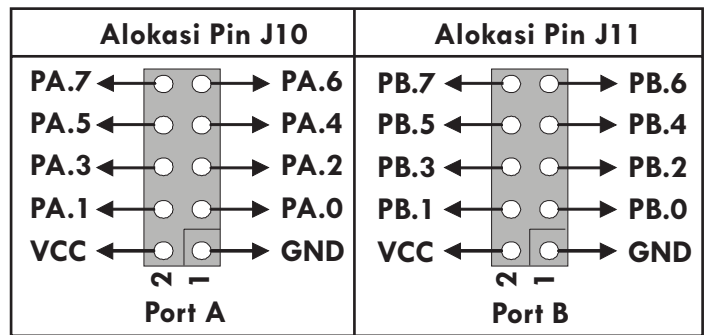 Alokasi Pin J10 Alokasi Pin J11
PA.7 PA.6 PB.7 PB.6
PA.5 PA.4 PB.5 PB.4
PA.3 PA.2 PB.3 PB.2
PA.1 PA.0 PB.1 PB.0
VCC GND VCC GND
2 1 2 1
Port A Port B